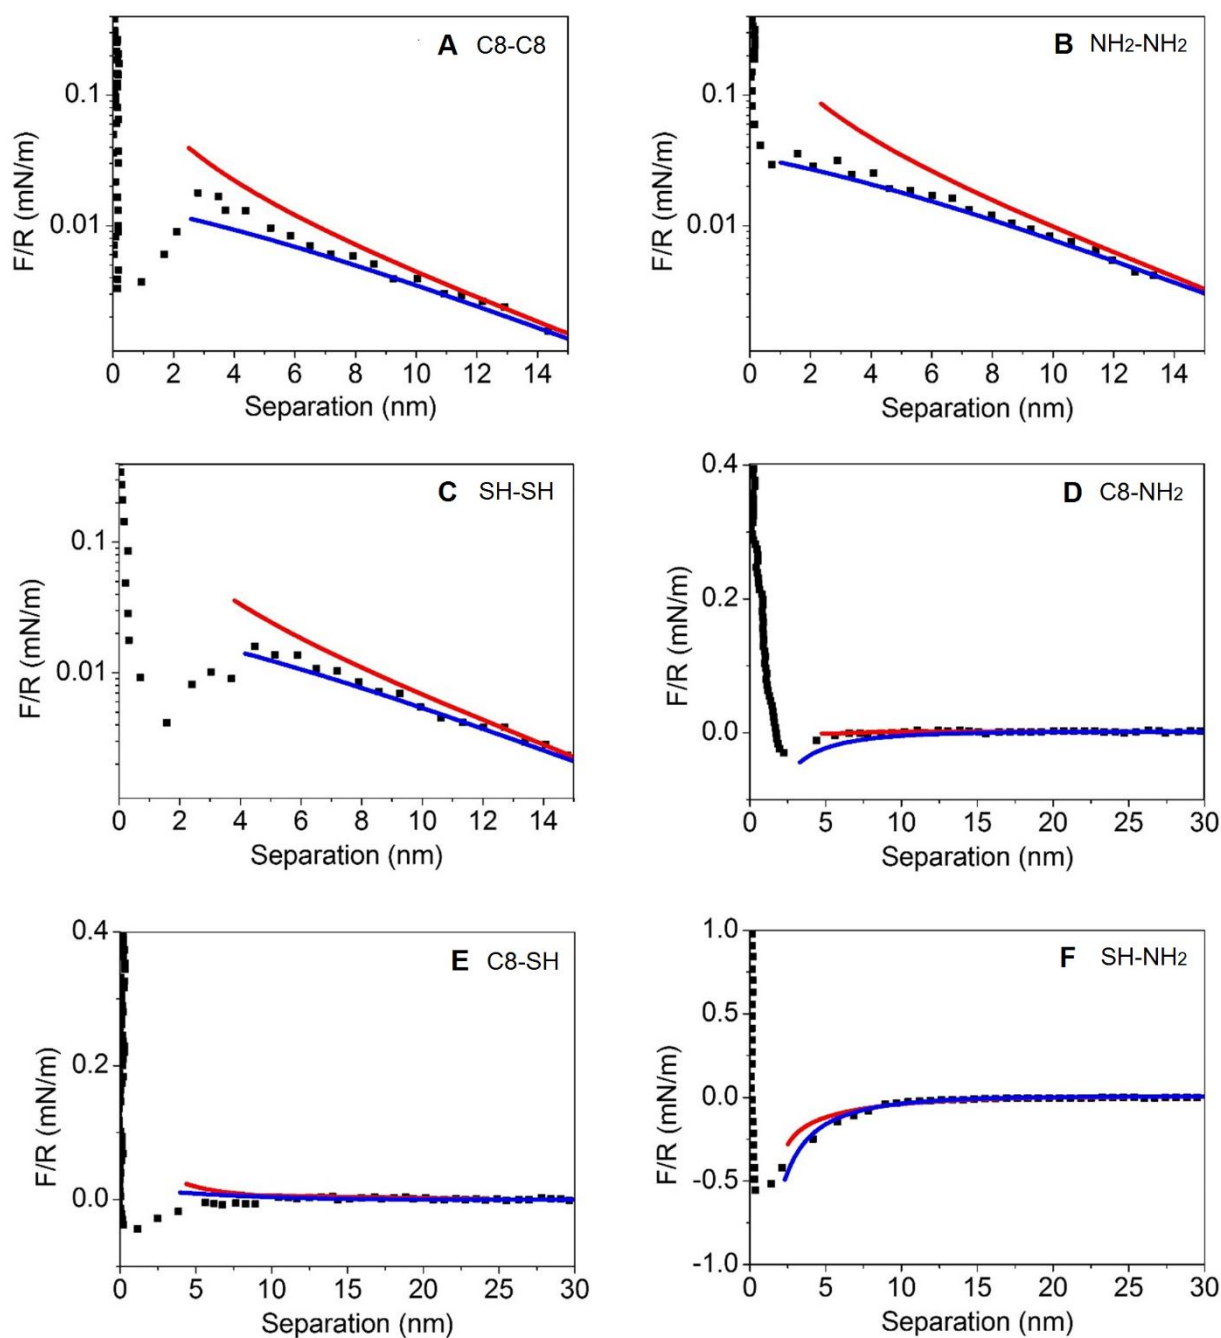 A C8-C8
F/R (mN/m)
0.1
0.01
0 2 4 6 8 10 12 14
Separation (nm)
B NH₂-NH₂
F/R (mN/m)
0.1
0.01
0 2 4 6 8 10 12 14
Separation (nm)
C SH-SH
F/R (mN/m)
0.1
0.01
0 2 4 6 8 10 12 14
Separation (nm)
D C8-NH₂
F/R (mN/m)
0.4
0.2
0.0
0 5 10 15 20 25 30
Separation (nm)
E C8-SH
F/R (mN/m)
0.4
0.2
0.0
0 5 10 15 20 25 30
Separation (nm)
F SH-NH₂
F/R (mN/m)
1.0
0.5
0.0
-0.5
-1.0
0 5 10 15 20 25 30
Separation (nm)